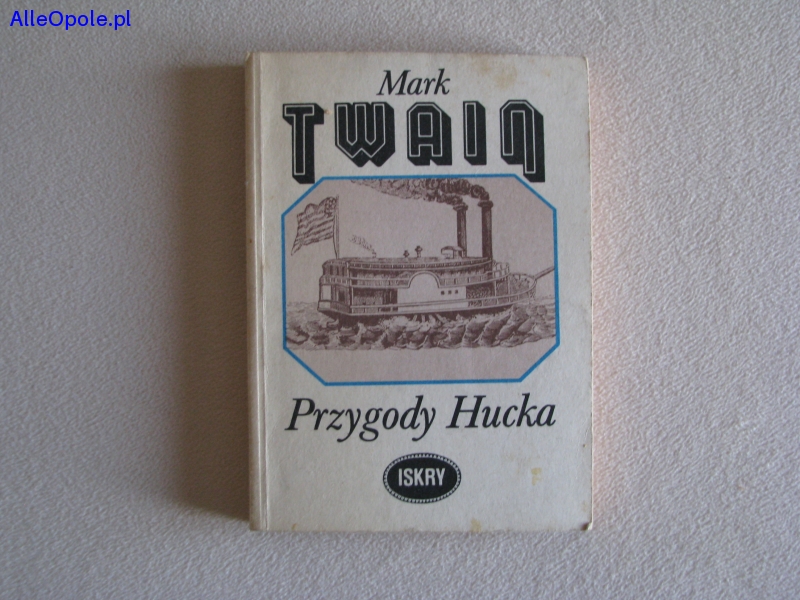 AlleOpole.pl
Mark
TWAIN
Przygody Hucka
ISKRY